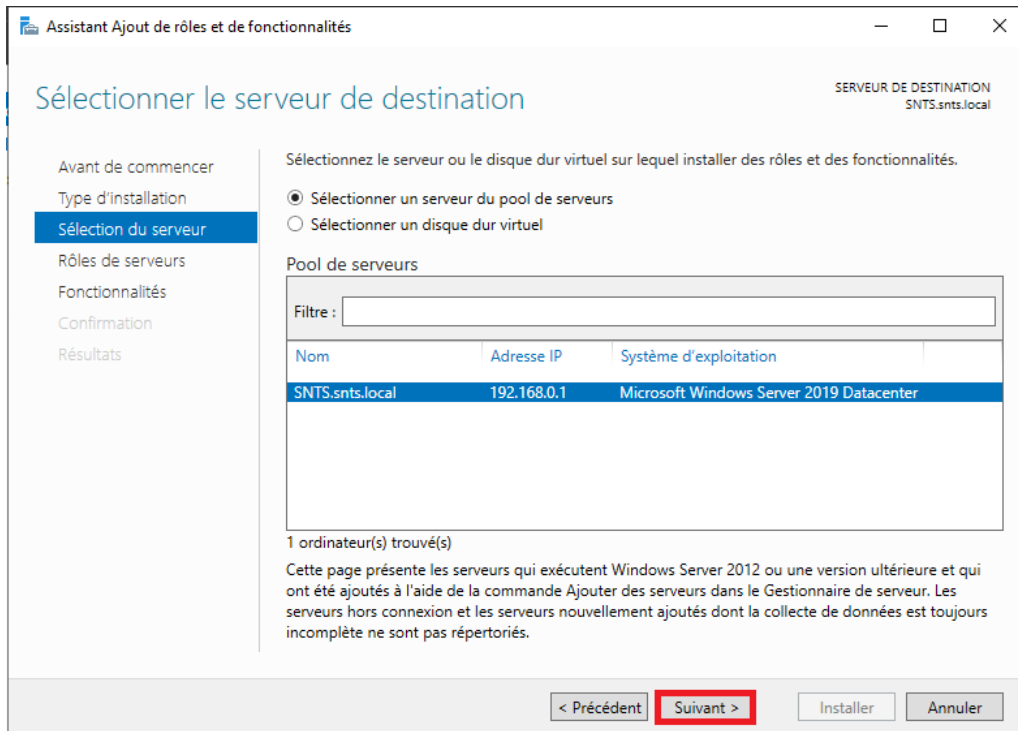 Assistant Ajout de rôles et de fonctionnalités
Sélectionner le serveur de destination
SERVEUR DE DESTINATION
SNTS.snts.local
Avant de commencer
Type d'installation
Sélection du serveur
Rôles de serveurs
Fonctionnalités
Confirmation
Résultats
Sélectionnez le serveur ou le disque dur virtuel sur lequel installer des rôles et des fonctionnalités.
Sélectionner un serveur du pool de serveurs
Sélectionner un disque dur virtuel
Pool de serveurs
Filtre :
Nom Adresse IP Système d'exploitation
SNTS.snts.local 192.168.0.1 Microsoft Windows Server 2019 Datacenter
1 ordinateur(s) trouvé(s)
Cette page présente les serveurs qui exécutent Windows Server 2012 ou une version ultérieure et qui
ont été ajoutés à l'aide de la commande Ajouter des serveurs dans le Gestionnaire de serveur. Les
serveurs hors connexion et les serveurs nouvellement ajoutés dont la collecte de données est toujours
incomplète ne sont pas répertoriés.
< Précédent Suivant > Installer Annuler